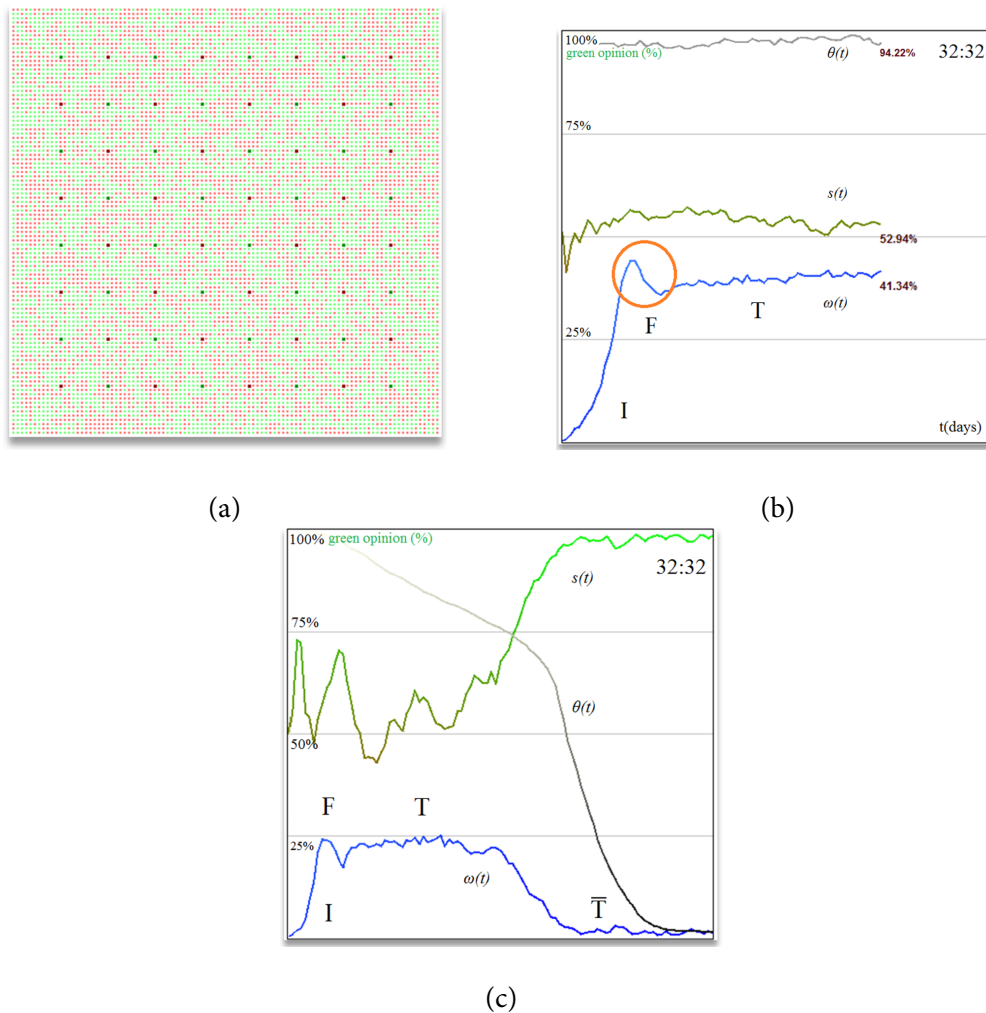 100%
green opinion (%)
θ(t)
94.22%
32:32
75%
s(t)
52.94%
41.34%
ω(t)
F
T
25%
I
t(days)
(a)
(b)
100% green opinion (%)
32:32
s(t)
75%
θ(t)
50%
F
T
25%
ω(t)
I
T̅
(c)